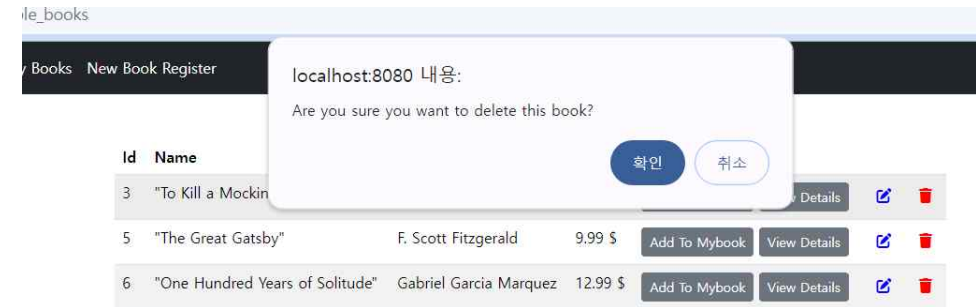 le_books
Books New Book Register
localhost:8080 내용:
Are you sure you want to delete this book?
확인 취소
Id Name
3 "To Kill a Mockin Details
5 "The Great Gatsby" F. Scott Fitzgerald 9.99 $ Add To Mybook View Details
6 "One Hundred Years of Solitude" Gabriel Garcia Marquez 12.99 $ Add To Mybook View Details